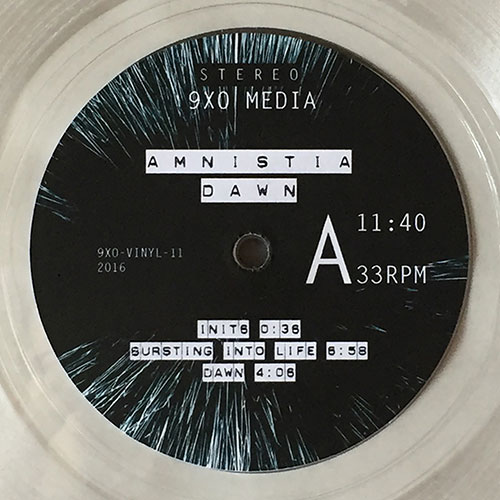 STEREO
9XO MEDIA
AMNISTIA
DAWN
A
11:40
33RPM
9XO-VINYL-11
2016
INIT6 0:36
BURSTING INTO LIFE 6:58
DAWN 4:06